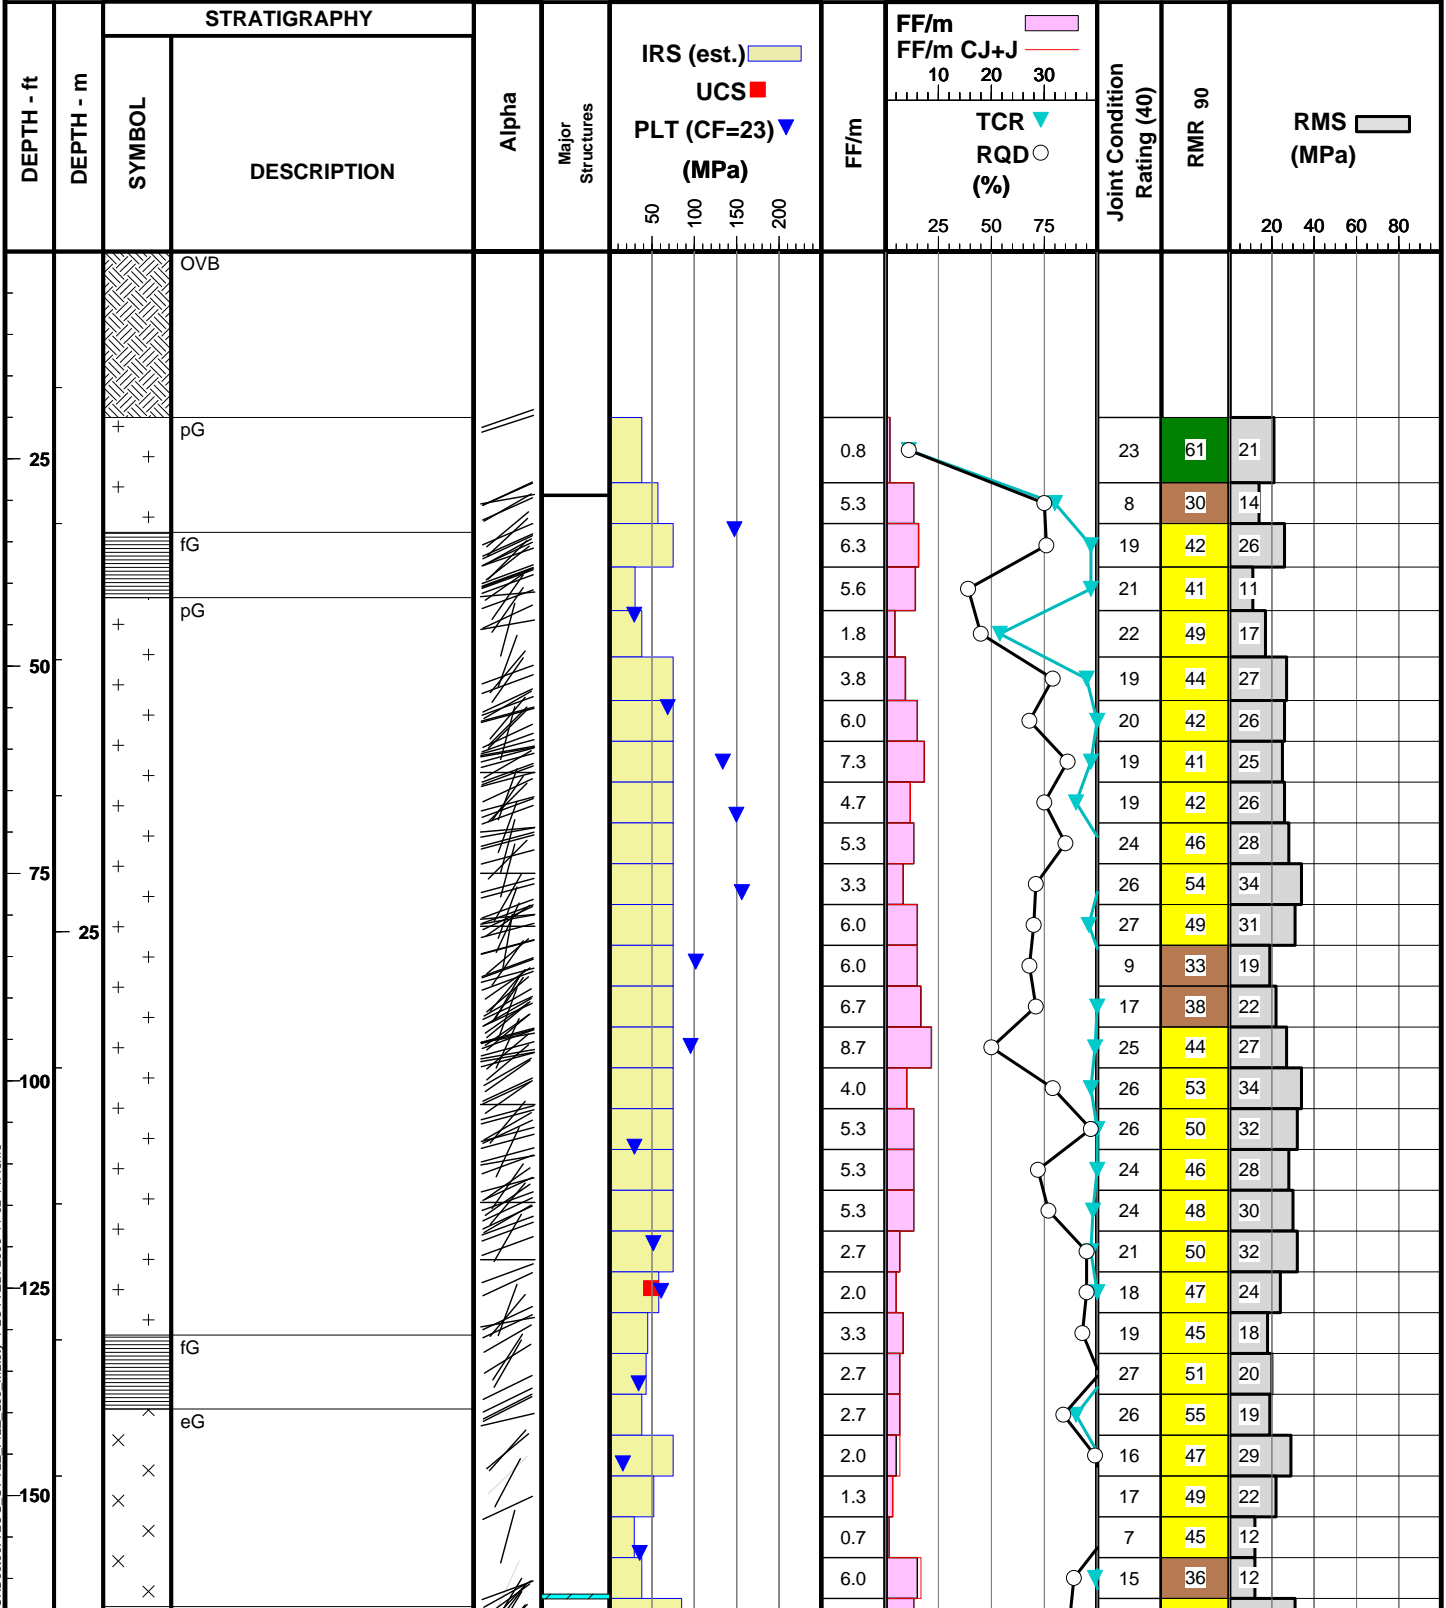 STRATIGRAPHY
DEPTH - ft
DEPTH - m
SYMBOL
DESCRIPTION
Alpha
Major
Structures
IRS (est.)
UCS
PLT (CF=23)
(MPa)
50 100 150 200
FF/m
FF/m
FF/m CJ+J
10 20 30
TCR
RQD
(%)
25 50 75
Joint Condition
Rating (40)
RMR 90
RMS
(MPa)
20 40 60 80
OVB
pG
0.8 23 61 21
25
5.3 8 30 14
fG
6.3 19 42 26
5.6 21 41 11
pG
1.8 22 49 17
50
3.8 19 44 27
6.0 20 42 26
7.3 19 41 25
4.7 19 42 26
5.3 24 46 28
75
3.3 26 54 34
25
6.0 27 49 31
6.0 9 33 19
6.7 17 38 22
8.7 25 44 27
100
4.0 26 53 34
5.3 26 50 32
5.3 24 46 28
5.3 24 48 30
2.7 21 50 32
125
2.0 18 47 24
3.3 19 45 18
fG
2.7 27 51 20
eG
2.7 26 55 19
2.0 16 47 29
150
1.3 17 49 22
0.7 7 45 12
6.0 15 36 12